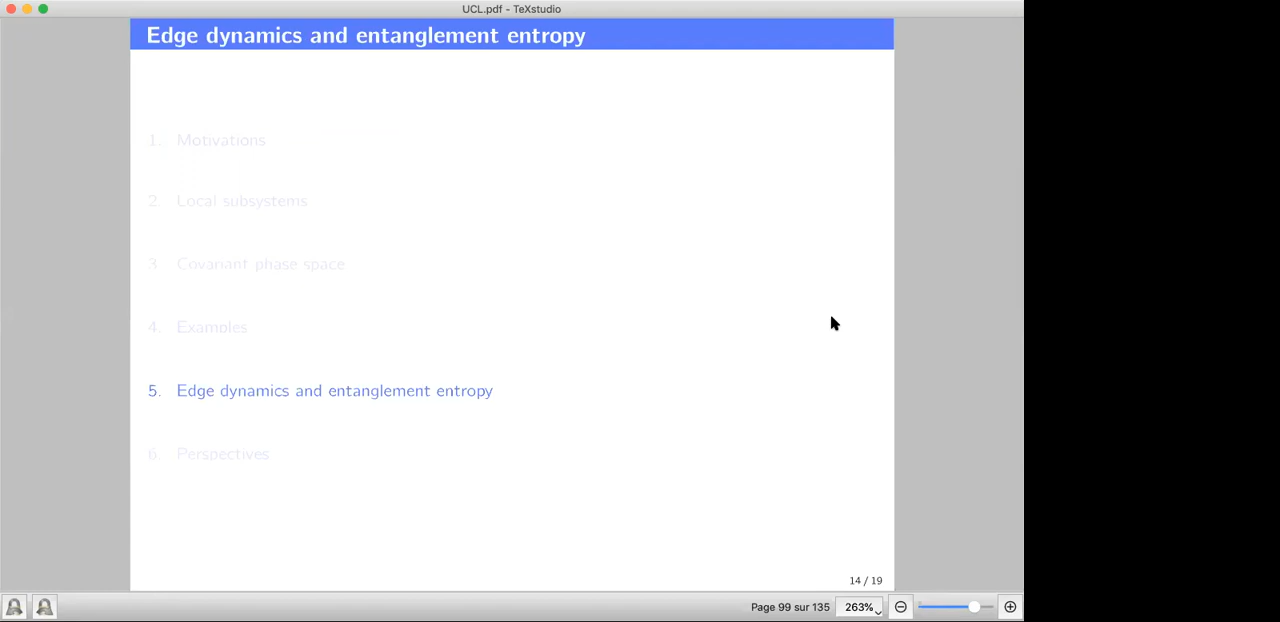 UCL.pdf - TeXstudio
Edge dynamics and entanglement entropy
1. Motivations
2. Local subsystems
3. Covariant phase space
4. Examples
5. Edge dynamics and entanglement entropy
6. Perspectives
14 / 19
Page 99 sur 135 263%